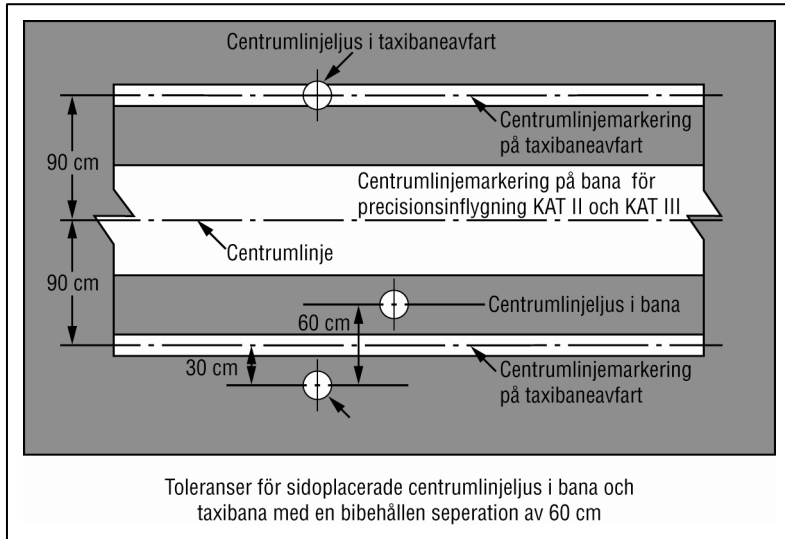 Centrumlinjeljus i taxibaneavfart
Centrumlinjemarkering
på taxibaneavfart
90 cm
Centrumlinjemarkering på bana för
precisionsinflygning KAT II och KAT III
Centrumlinje
90 cm
Centrumlinjeljus i bana
60 cm
30 cm
Centrumlinjemarkering
på taxibaneavfart
Toleranser för sidoplacerade centrumlinjeljus i bana och
taxibana med en bibehållen seperation av 60 cm